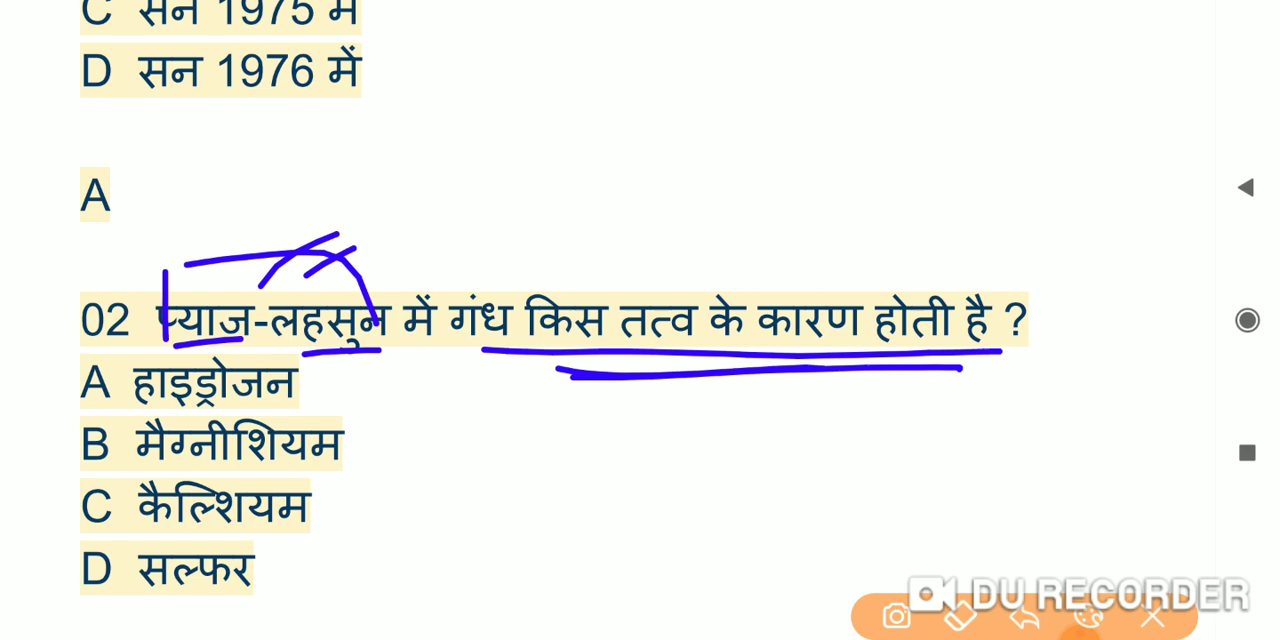 C सन 1975 में
D सन 1976 में
A
02 प्याज-लहसुन में गंध किस तत्व के कारण होती है ?
A हाइड्रोजन
B मैग्नीशियम
C कैल्शियम
D सल्फर
DU RECORDER